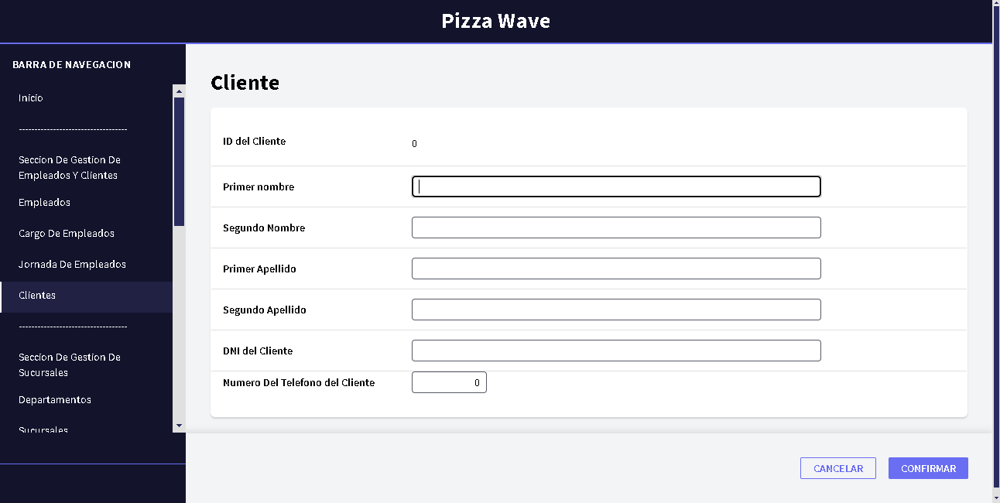 Pizza Wave
BARRA DE NAVEGACION
Inicio
-----------------------------------
Seccion De Gestion De
Empleados Y Clientes
Empleados
Cargo De Empleados
Jornada De Empleados
Clientes
-----------------------------------
Seccion De Gestion De
Sucursales
Departamentos
Sucursales
Cliente
ID del Cliente 0
Primer nombre
Segundo Nombre
Primer Apellido
Segundo Apellido
DNI del Cliente
Numero Del Telefono del Cliente 0
CANCELAR CONFIRMAR